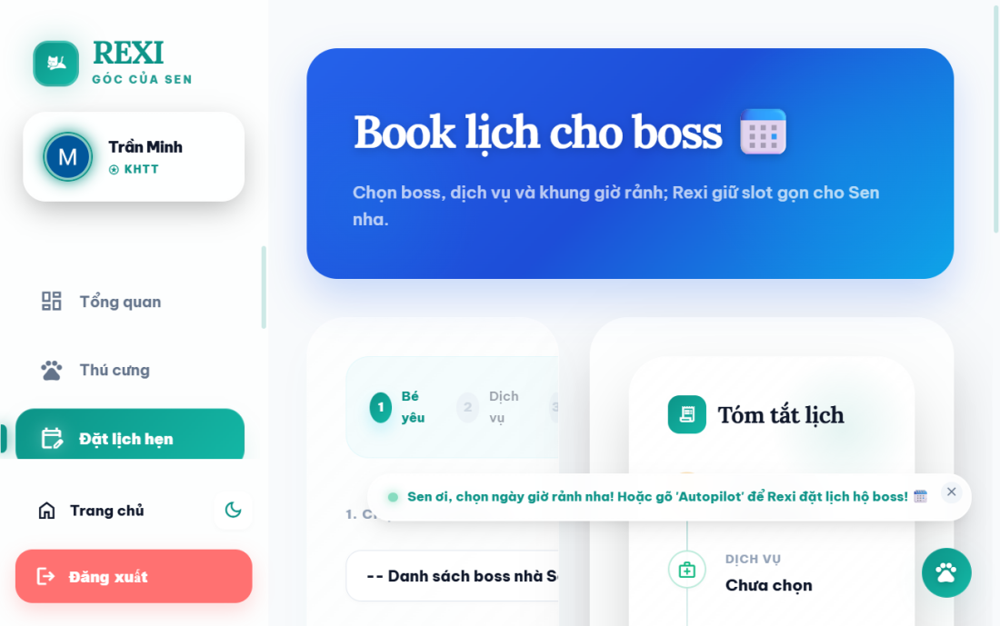 REXI
GÓC CỦA SEN
M
Trần Minh
KHTT
Tổng quan
Thú cưng
Đặt lịch hẹn
Trang chủ
Đăng xuất
Book lịch cho boss
Chọn boss, dịch vụ và khung giờ rảnh; Rexi giữ slot gọn cho Sen
nha.
1
Bé
yêu
2
Dịch
vụ
3
1.
-- Danh sách boss nhà
Tóm tắt lịch
Sen ơi, chọn ngày giờ rảnh nha! Hoặc gõ 'Autopilot' để Rexi đặt lịch hộ boss!
DỊCH VỤ
Chưa chọn